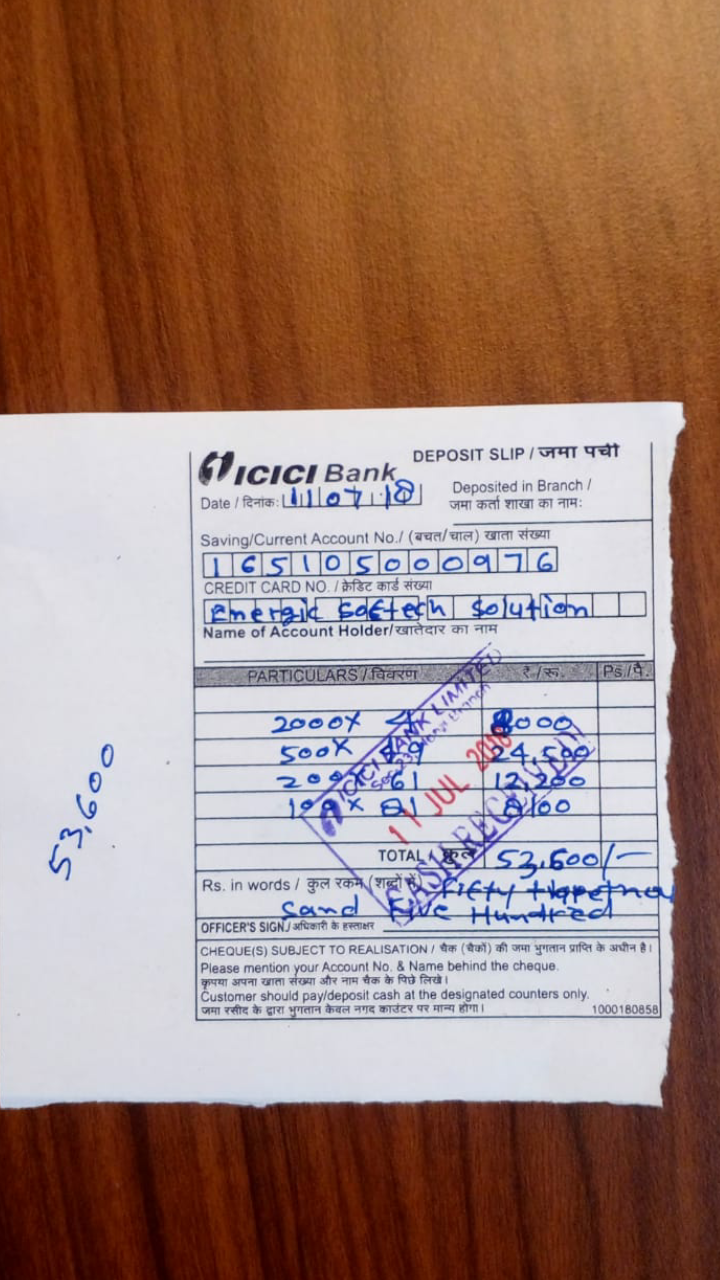 ICICI Bank
DEPOSIT SLIP / जमा पर्ची
Date / दिनांक: 11 07 18
Deposited in Branch /
जमा कर्ता शाखा का नाम:
Saving/Current Account No./ (बचत/चाल) खाता संख्या
165105000976
CREDIT CARD NO. / क्रेडिट कार्ड संख्या
Energic Softech Solution
Name of Account Holder/खातेदार का नाम
PARTICULARS / विवरण ₹ /रू. Ps /पै.
2000X 4 8000
500X 49 24,500
200X 61 12,200
100X 81 8100
ICICI BANK LIMITED
11 JUL 2018
CASH RECEIVED
TOTAL / कुल 53,600/-
Rs. in words / कुल रकम (शब्दों में) Fifty
sand Five Hundred
OFFICER'S SIGN./ अधिकारी के हस्ताक्षर
CHEQUE(S) SUBJECT TO REALISATION / चैक (चैकों) की जमा भुगतान प्राप्ति के अधीन है।
Please mention your Account No. & Name behind the cheque.
कृपया अपना खाता संख्या और नाम चैक के पिछे लिखे।
Customer should pay/deposit cash at the designated counters only.
जमा रसीद के द्वारा भुगतान केवल नगद काउंटर पर मान्य होगा।
1000180858
53,600